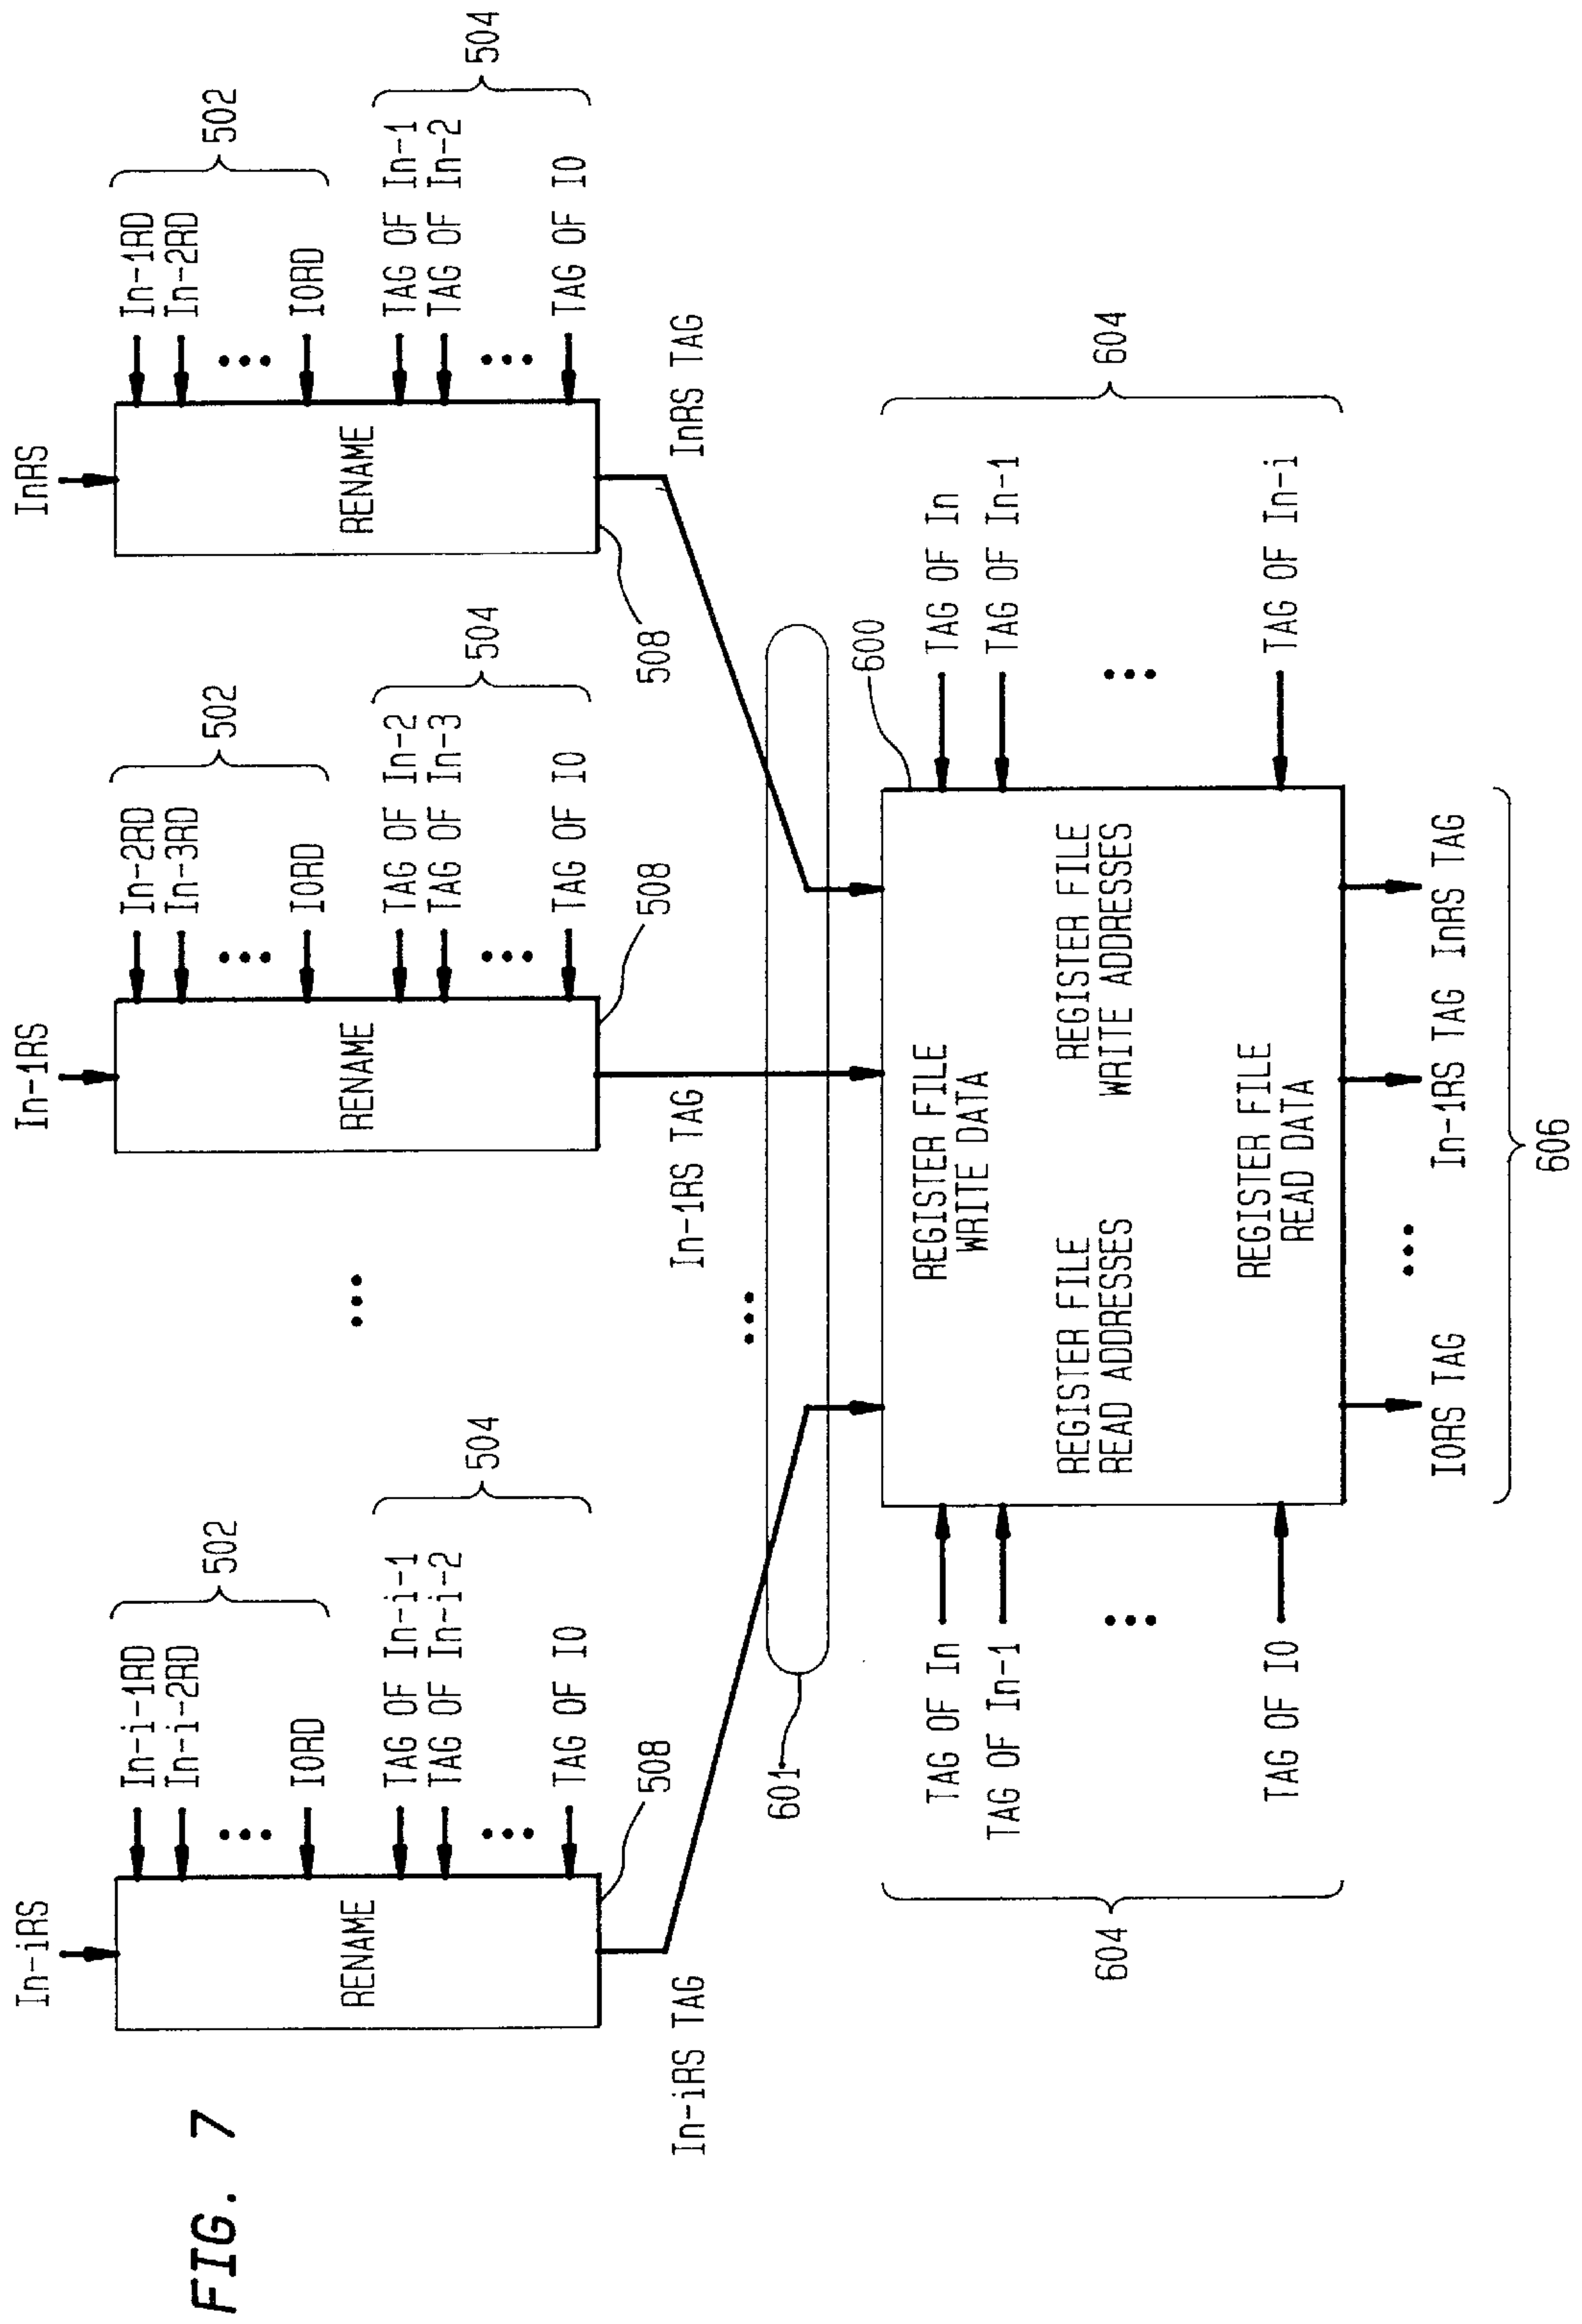 FIG. 7
In-iRS
RENAME
In-i-1RD
In-i-2RD
IORD
502
TAG OF In-i-1
TAG OF In-i-2
TAG OF IO
504
508
In-iRS TAG
In-1RS
RENAME
In-2RD
In-3RD
IORD
502
TAG OF In-2
TAG OF In-3
TAG OF IO
504
508
In-1RS TAG
InRS
RENAME
In-1RD
In-2RD
IORD
502
TAG OF In-1
TAG OF In-2
TAG OF IO
504
508
InRS TAG
601
600
TAG OF In
TAG OF In-1
TAG OF IO
604
REGISTER FILE
WRITE DATA
REGISTER FILE
READ ADDRESSES
REGISTER FILE
WRITE ADDRESSES
REGISTER FILE
READ DATA
TAG OF In
TAG OF In-1
TAG OF In-i
604
IORS TAG
In-1RS TAG
InRS TAG
606